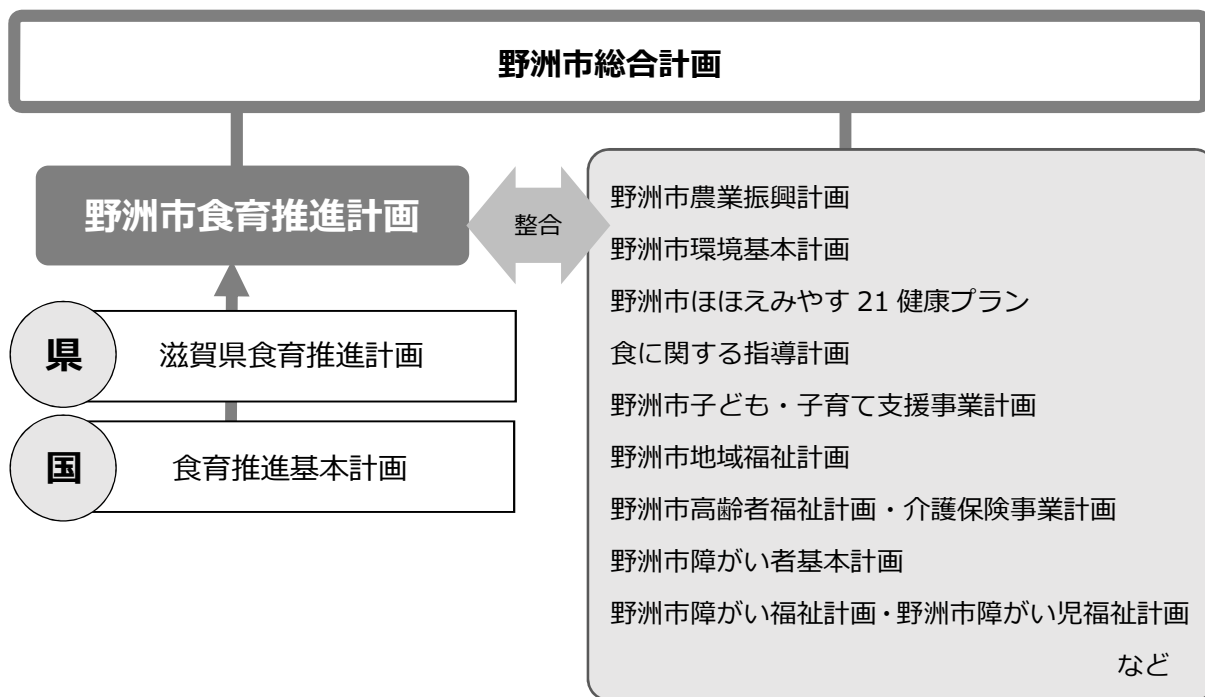 野洲市総合計画
野洲市食育推進計画
整合
県
滋賀県食育推進計画
国
食育推進基本計画
野洲市農業振興計画
野洲市環境基本計画
野洲市ほほえみやす 21 健康プラン
食に関する指導計画
野洲市子ども・子育て支援事業計画
野洲市地域福祉計画
野洲市高齢者福祉計画・介護保険事業計画
野洲市障がい者基本計画
野洲市障がい福祉計画・野洲市障がい児福祉計画
など